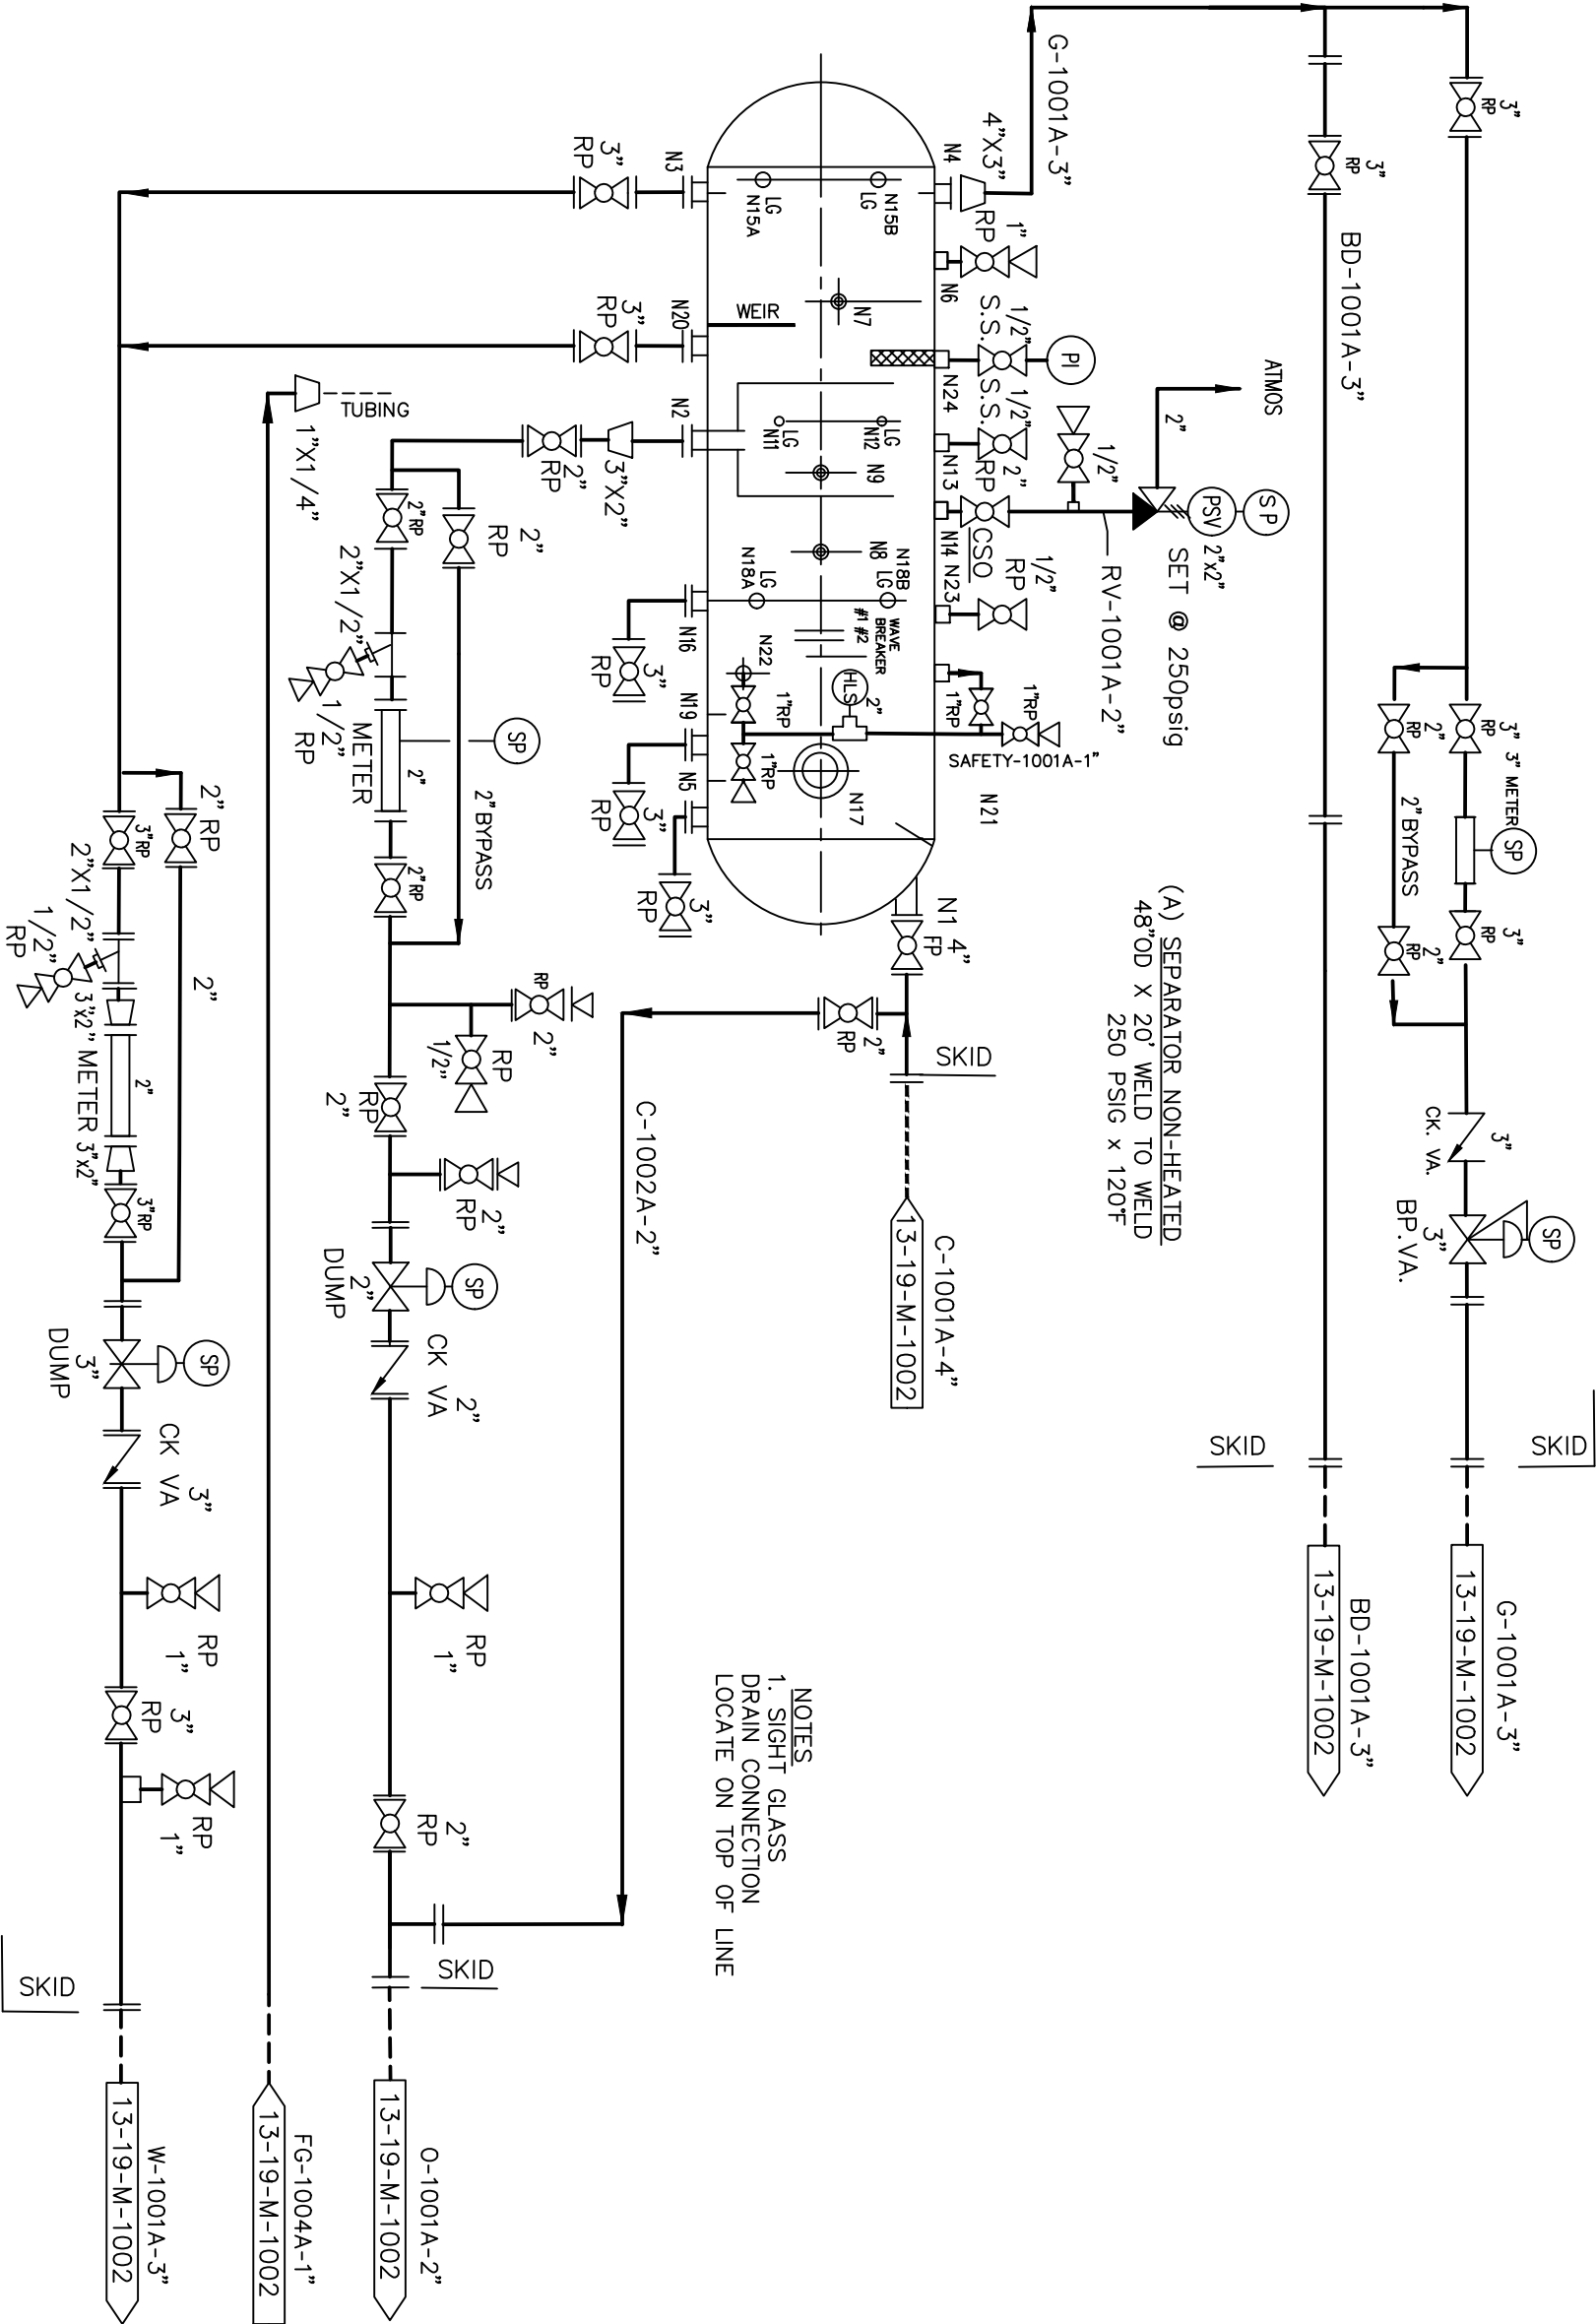 G-1001A-3"
4"X3"
N4
3"
RP
3"
RP
BD-1001A-3"
N3
3"
RP
LG
N15A
N15B
LG
1"
RP
N6
N7
WEIR
N20
3"
RP
1/2"
S.S.
PI
N24
1/2"
S.S.
N13
ATMOS
2"
1/2"
PSV
SP
2"x2"
SET @ 250psig
RV-1001A-2"
2"
RP
CSO
N14
N23
1/2"
RP
TUBING
1"X1/4"
N2
3"X2"
2"
RP
LG
N11
LG
N12
N9
N8
N18B
LG
LG
N18A
WAVE
BREAKER
#1 #2
N22
HLS
2"
1"RP
1"RP
1"RP
1"RP
SAFETY-1001A-1"
N21
N17
N16
3"
RP
N19
3"
RP
N5
3"
RP
N1
4"
FP
2"RP
2"
RP
2"X1/2"
1/2"
RP
METER
2"
SP
2" BYPASS
2"RP
2"
RP
3"RP
2"X1/2"
1/2"
RP
2"
3"x2"
METER
2"
3"x2"
3"RP
3"
RP
3" METER
SP
2"
RP
2" BYPASS
2"
RP
3"
RP
(A) SEPARATOR NON-HEATED
48"OD X 20' WELD TO WELD
250 PSIG x 120°F
3"
CK. VA.
SP
3"
BP.VA.
SKID
SKID
SKID
2"
RP
C-1002A-2"
C-1001A-4"
13-19-M-1002
RP
2"
RP
1/2"
RP
2"
2"
RP
SP
2"
DUMP
CK VA
2"
SP
3"
DUMP
CK VA
3"
RP
1"
RP
1"
3"
RP
RP
1"
2"
RP
NOTES
1. SIGHT GLASS
DRAIN CONNECTION
LOCATE ON TOP OF LINE
G-1001A-3"
13-19-M-1002
BD-1001A-3"
13-19-M-1002
SKID
SKID
O-1001A-2"
13-19-M-1002
FG-1004A-1"
13-19-M-1002
W-1001A-3"
13-19-M-1002